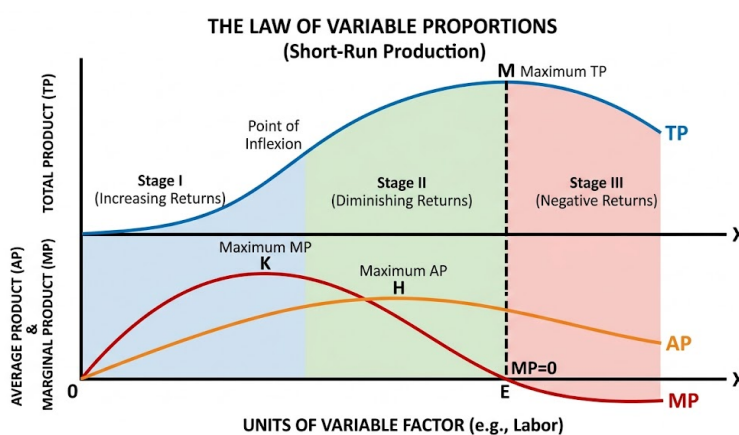 THE LAW OF VARIABLE PROPORTIONS
(Short-Run Production)
TOTAL PRODUCT (TP)
M Maximum TP
Point of
Inflexion
TP
Stage I
(Increasing Returns)
Stage II
(Diminishing Returns)
Stage III
(Negative Returns)
X
AVERAGE PRODUCT (AP)
&
MARGINAL PRODUCT (MP)
Maximum MP
K
Maximum AP
H
AP
MP=0
X
0
E
MP
UNITS OF VARIABLE FACTOR (e.g., Labor)